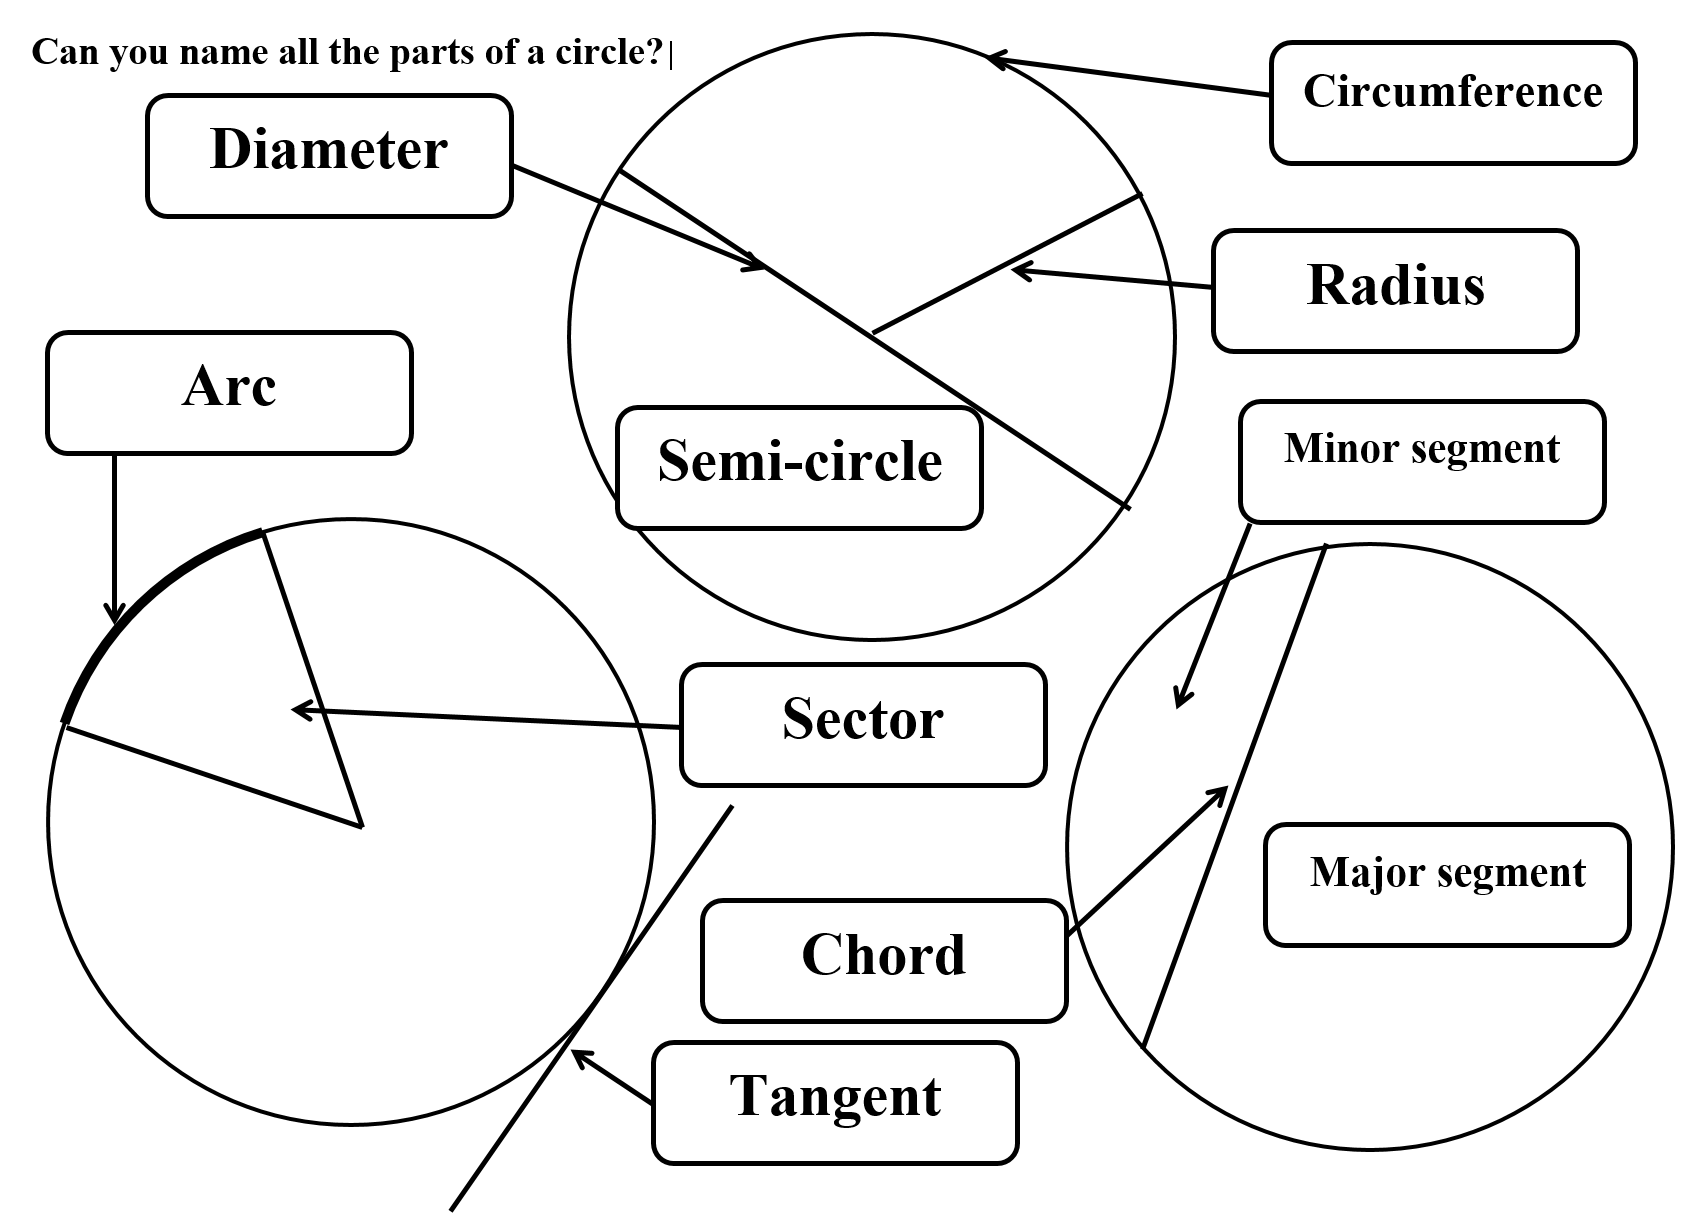 Can you name all the parts of a circle?
Circumference
Diameter
Radius
Arc
Semi-circle
Minor segment
Sector
Major segment
Chord
Tangent